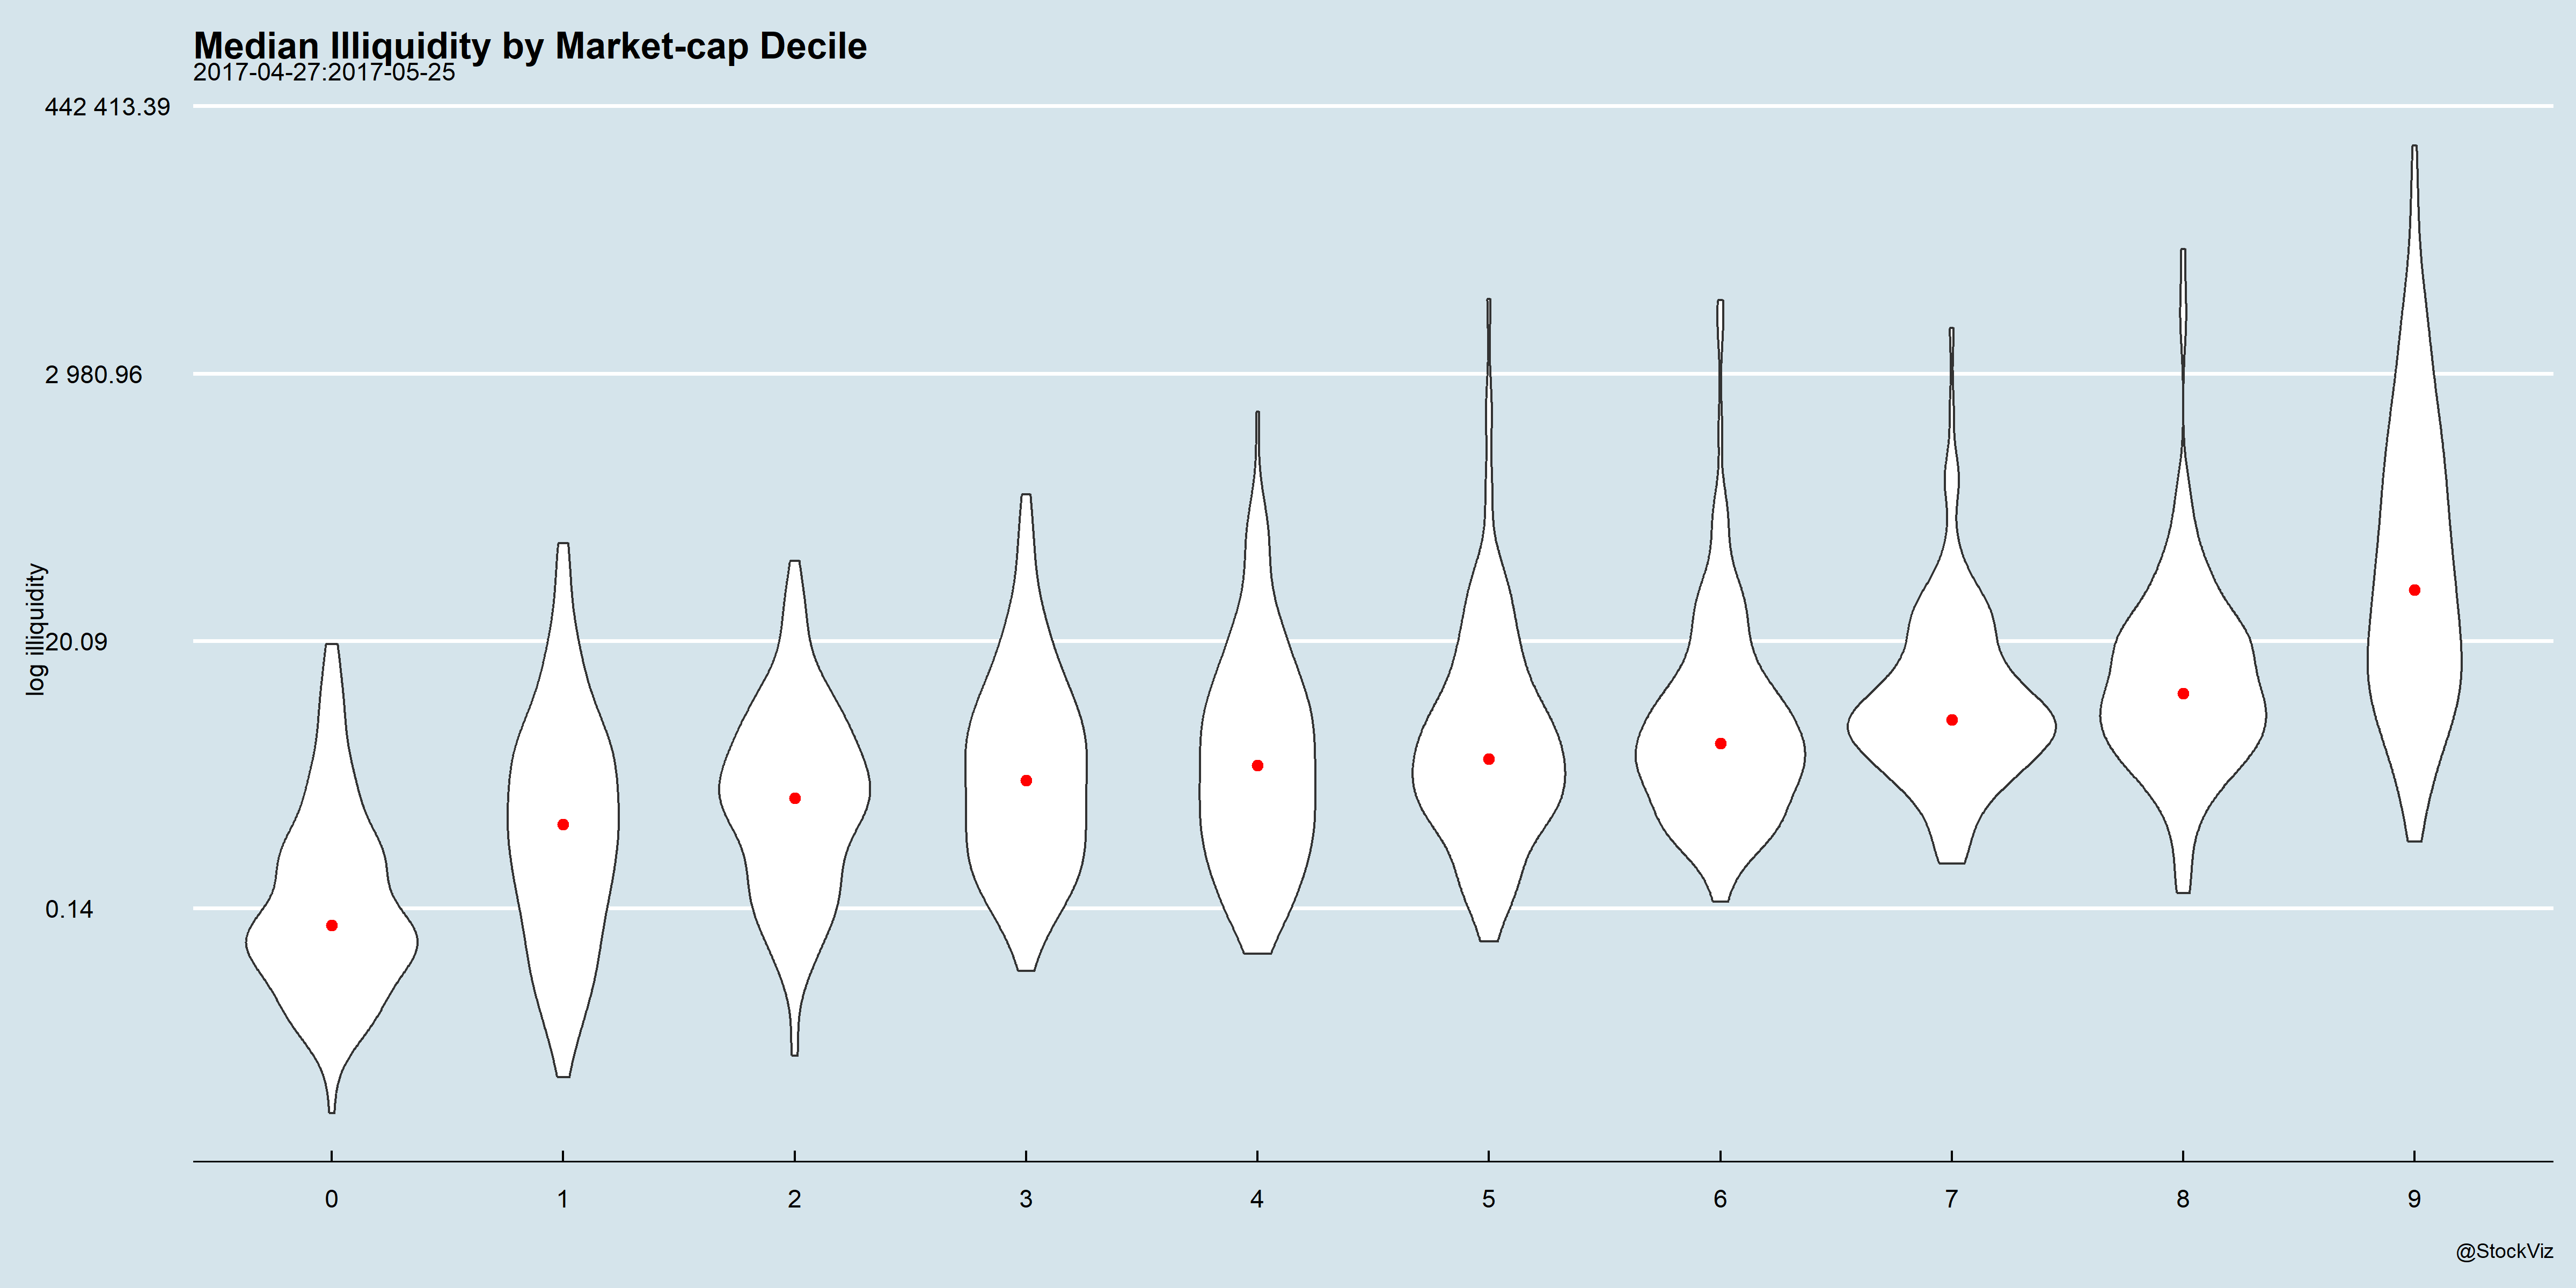 Median Illiquidity by Market-cap Decile
2017-04-27:2017-05-25
442 413.39
2 980.96
20.09
0.14
log illiquidity
0 1 2 3 4 5 6 7 8 9
@StockViz